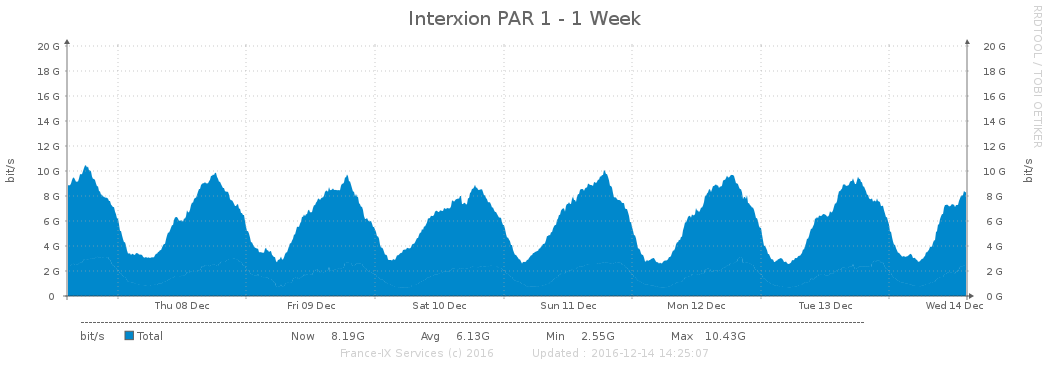 Interxion PAR 1 - 1 Week
RRDTOOL / TOBI OETIKER
bit/s
20 G
18 G
16 G
14 G
12 G
10 G
8 G
6 G
4 G
2 G
0
20 G
18 G
16 G
14 G
12 G
10 G
8 G
6 G
4 G
2 G
0 G
bit/s
Thu 08 Dec Fri 09 Dec Sat 10 Dec Sun 11 Dec Mon 12 Dec Tue 13 Dec Wed 14 Dec
bit/s Total Now 8.19G Avg 6.13G Min 2.55G Max 10.43G
France-IX Services (c) 2016 Updated : 2016-12-14 14:25:07